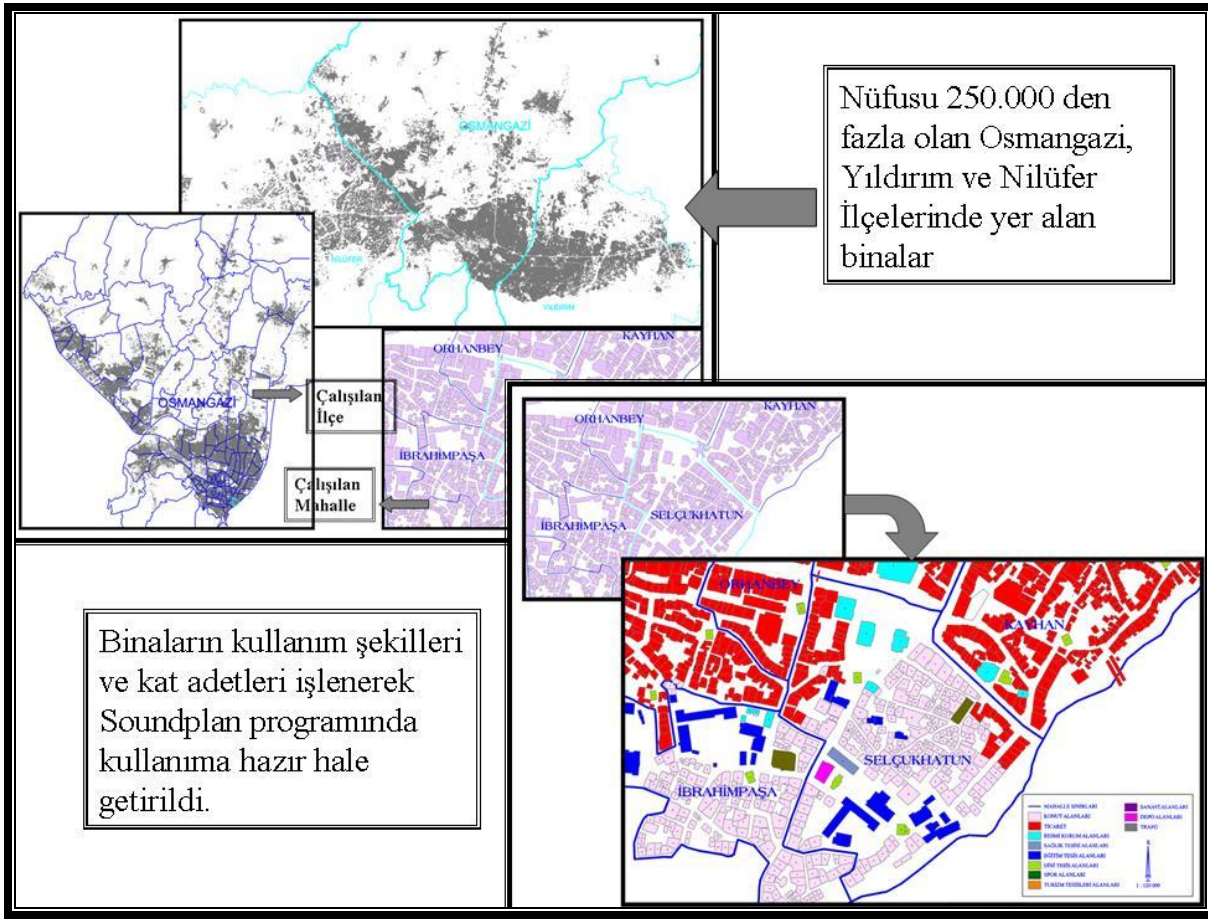 OSMANGAZİ
NİLÜFER
YILDIRIM
Nüfusu 250.000 den
fazla olan Osmangazi,
Yıldırım ve Nilüfer
İlçelerinde yer alan
binalar
OSMANGAZİ
Çalışılan
İlçe
Çalışılan
Mahalle
ORHANBEY
KAYHAN
İBRAHİMPAŞA
ORHANBEY
KAYHAN
İBRAHİMPAŞA
SELÇUKHATUN
Binaların kullanım şekilleri
ve kat adetleri işlenerek
Soundplan programında
kullanıma hazır hale
getirildi.
ORHANBEY
KAYHAN
SELÇUKHATUN
İBRAHİMPAŞA
MAHALLE SINIRLARI
KONUT ALANLARI
TİCARET
RESMİ KURUM ALANLARI
SAĞLIK TESİSİ ALANLARI
EĞİTİM TESİS ALANLARI
DİNİ TESİS ALANLARI
SPOR ALANLARI
TURİZM TESİSLERİ ALANLARI
SANAYİ ALANLARI
DEPO ALANLARI
TRAFO
K